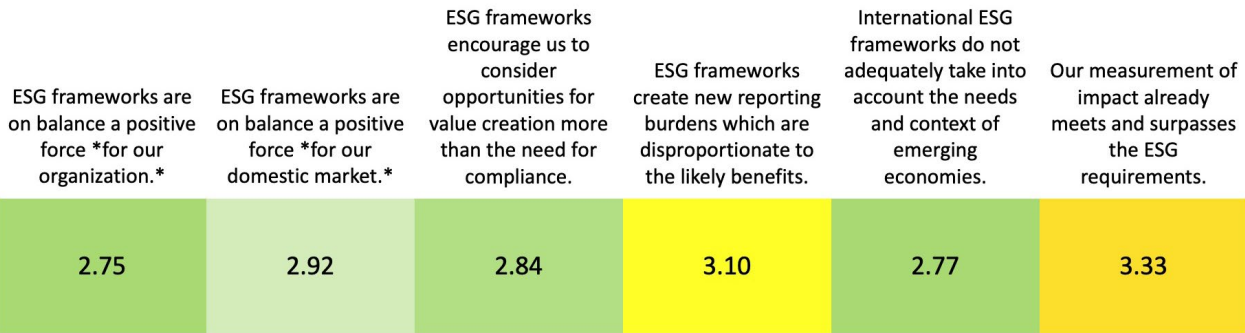 ESG frameworks are
on balance a positive
force *for our
organization.*
ESG frameworks are
on balance a positive
force *for our
domestic market.*
ESG frameworks
encourage us to
consider
opportunities for
value creation more
than the need for
compliance.
ESG frameworks
create new reporting
burdens which are
disproportionate to
the likely benefits.
International ESG
frameworks do not
adequately take into
account the needs
and context of
emerging
economies.
Our measurement of
impact already
meets and surpasses
the ESG
requirements.
2.75
2.92
2.84
3.10
2.77
3.33